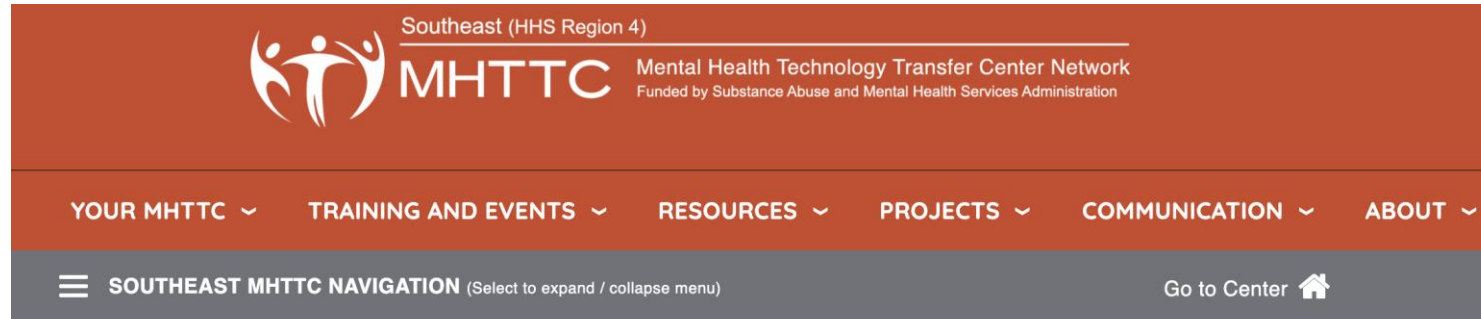 Southeast (HHS Region 4)
MHTTC
Mental Health Technology Transfer Center Network
Funded by Substance Abuse and Mental Health Services Administration
YOUR MHTTC TRAINING AND EVENTS RESOURCES PROJECTS COMMUNICATION ABOUT
SOUTHEAST MHTTC NAVIGATION (Select to expand / collapse menu) Go to Center